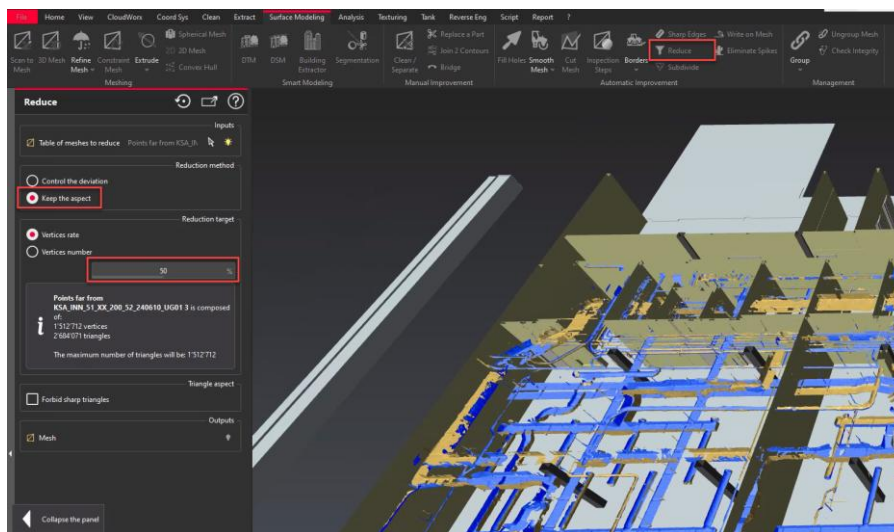 File Home View CloudWorx Coord Sys Clean Extract Surface Modeling Analysis Texturing Tank Reverse Eng Script Report ?
Spherical Mesh
2D Mesh
Convex Hull
Scan to Mesh
3D Mesh
Refine Mesh
Constraint Mesh
Extrude
Meshing
DTM
DSM
Building Extractor
Segmentation
Smart Modeling
Clean / Separate
Replace a Part
Join 2 Contours
Bridge
Manual Improvement
Fill Holes
Smooth Mesh
Cut Mesh
Inspection Steps
Borders
Sharp Edges
Reduce
Subdivide
Write on Mesh
Eliminate Spikes
Automatic Improvement
Group
Ungroup Mesh
Check Integrity
Management
Reduce
Inputs
Table of meshes to reduce Points far from KSA_IN
Reduction method
Control the deviation
Keep the aspect
Reduction target
Vertices rate
Vertices number
50 %
Points far from
KSA_INN_51_XX_200_52_240610_UG01 3 is composed
of:
1'512'712 vertices
2'684'071 triangles
The maximum number of triangles will be: 1'512'712
Triangle aspect
Forbid sharp triangles
Outputs
Mesh
Collapse the panel